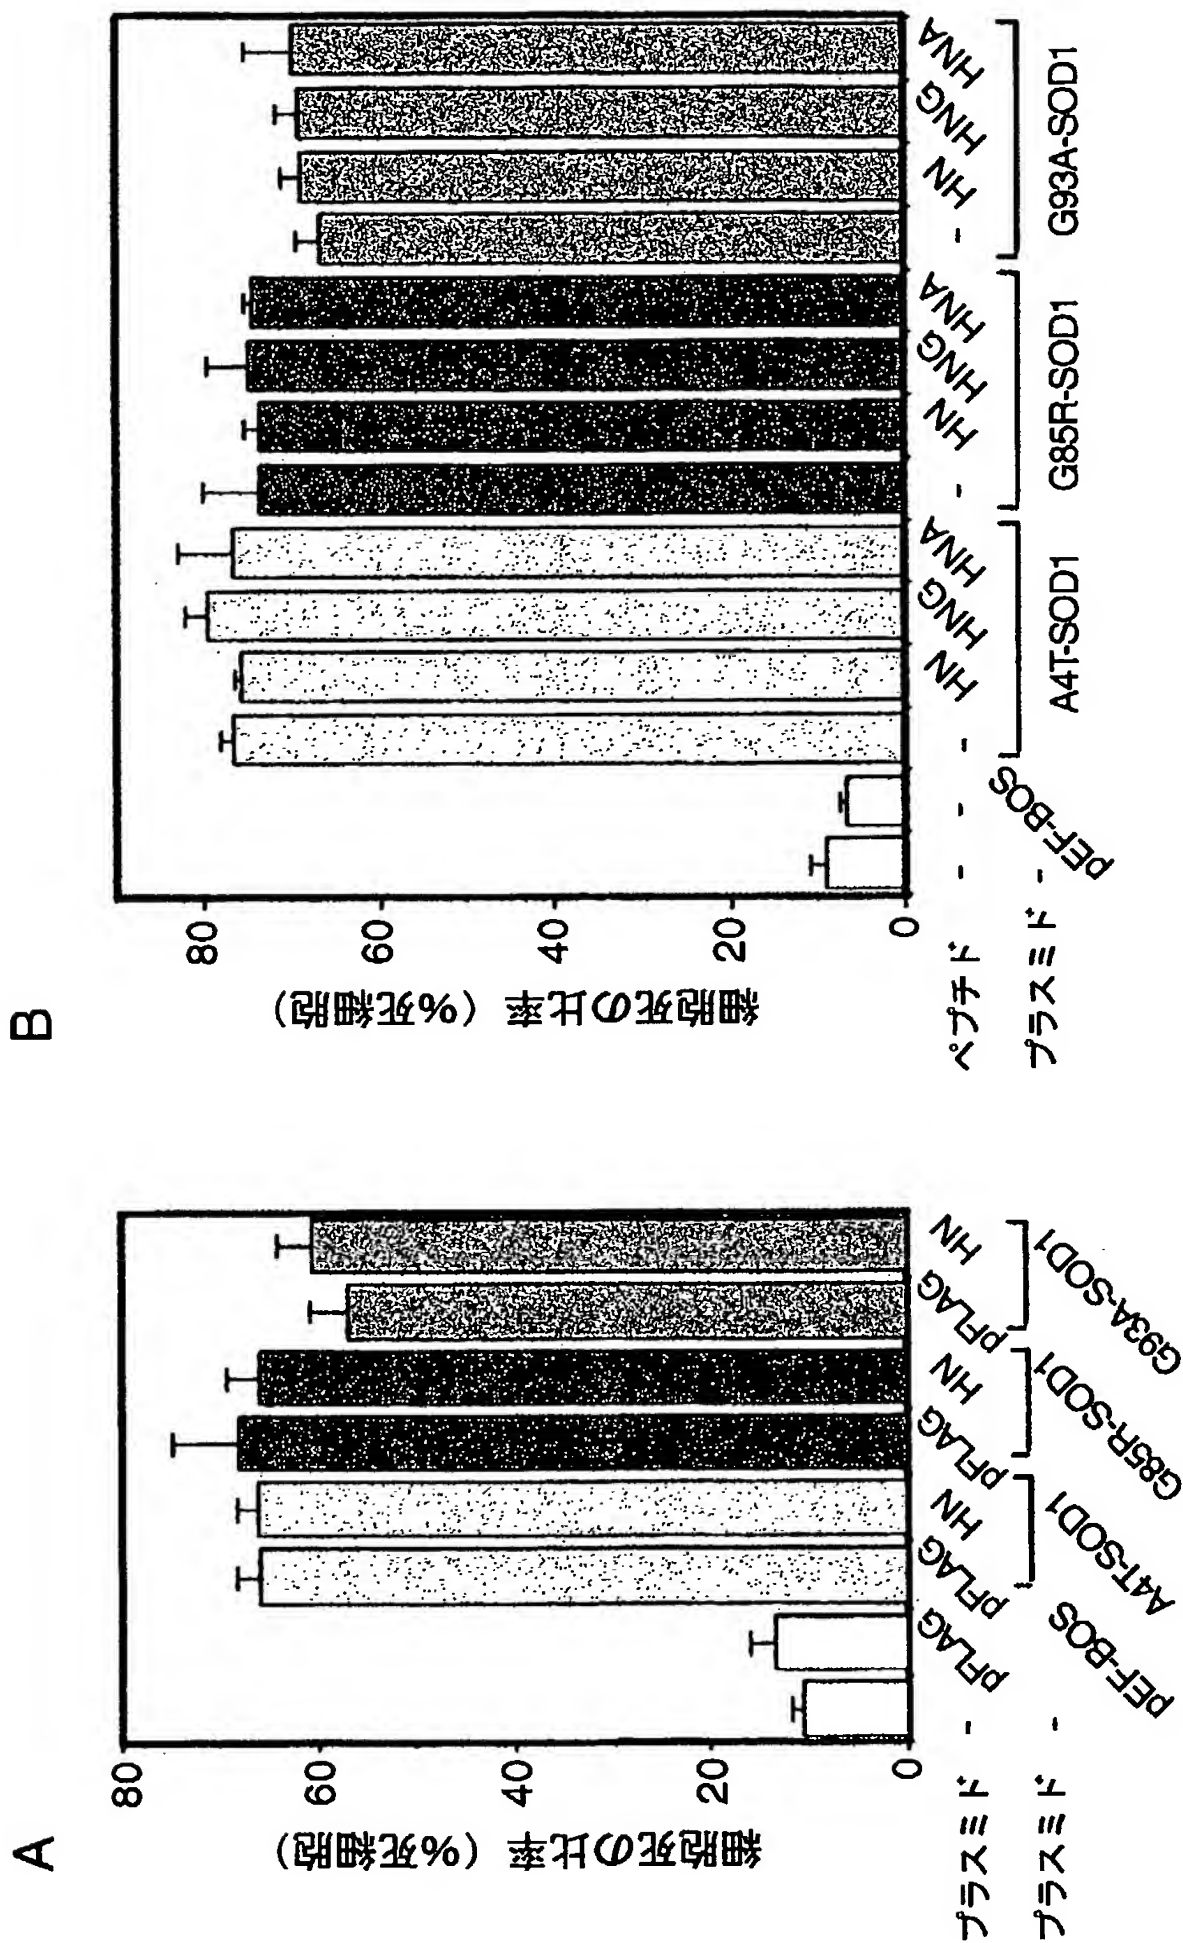 A
細胞死の比率 (%死細胞)
80
60
40
20
0
プラスミド - pFLAG pFLAG HN pFLAG HN pFLAG HN
プラスミド - pEF-BOS A4T-SOD1 G85R-SOD1 G93A-SOD1
B
細胞死の比率 (%死細胞)
80
60
40
20
0
ペプチド - - - HN HNG HNA - HN HNG HNA - HN HNG HNA
プラスミド - pEF-BOS A4T-SOD1 G85R-SOD1 G93A-SOD1